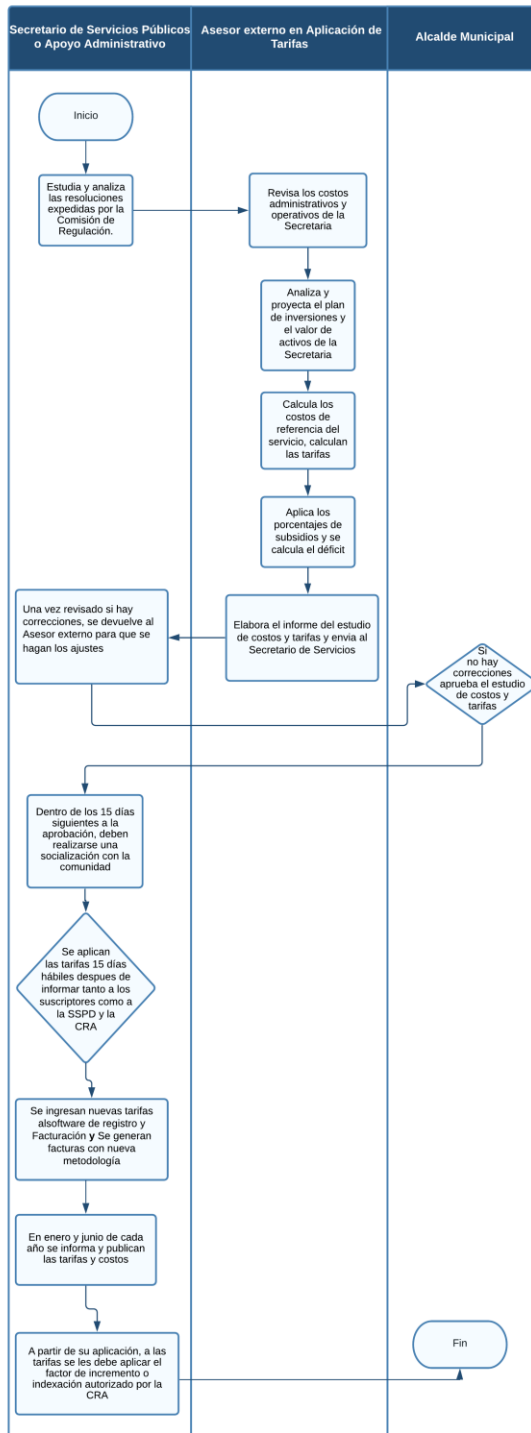 Secretario de Servicios Públicos
o Apoyo Administrativo
Asesor externo en Aplicación de
Tarifas
Alcalde Municipal
Inicio
Estudia y analiza
las resoluciones
expedidas por la
Comisión de
Regulación.
Revisa los costos
administrativos y
operativos de la
Secretaria
Analiza y
proyecta el plan
de inversiones y
el valor de
activos de la
Secretaria
Calcula los
costos de
referencia del
servicio, calculan
las tarifas
Aplica los
porcentajes de
subsidios y se
calcula el déficit
Elabora el informe del estudio
de costos y tarifas y envia al
Secretario de Servicios
Una vez revisado si hay
correcciones, se devuelve al
Asesor externo para que se
hagan los ajustes
Si
no hay
correcciones
aprueba el estudio
de costos y
tarifas
Dentro de los 15 días
siguientes a la
aprobación, deben
realizarse una
socialización con la
comunidad
Se aplican
las tarifas 15 días
hábiles despues de
informar tanto a los
suscriptores como a
la SSPD y la
CRA
Se ingresan nuevas tarifas
alsoftware de registro y
Facturación y Se generan
facturas con nueva
metodología
En enero y junio de cada
año se informa y publican
las tarifas y costos
A partir de su aplicación, a las
tarifas se les debe aplicar el
factor de incremento o
indexación autorizado por la
CRA
Fin